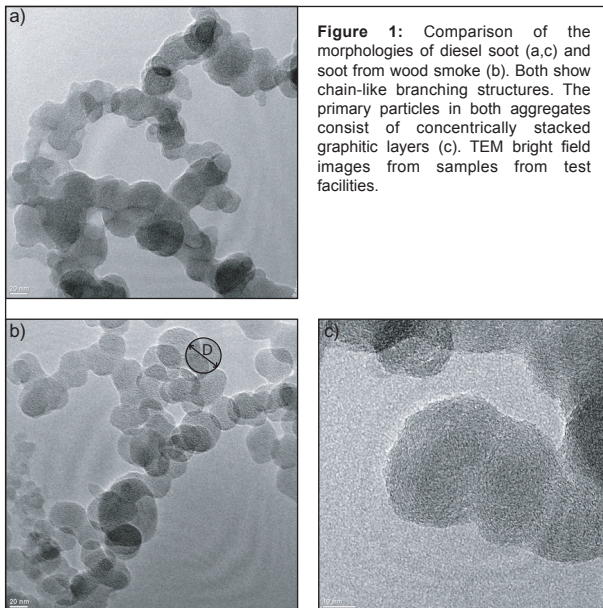 a)
Figure 1: Comparison of the
morphologies of diesel soot (a,c) and
soot from wood smoke (b). Both show
chain-like branching structures. The
primary particles in both aggregates
consist of concentrically stacked
graphitic layers (c). TEM bright field
images from samples from test
facilities.
20 nm
b)
D
20 nm
c)
10 nm